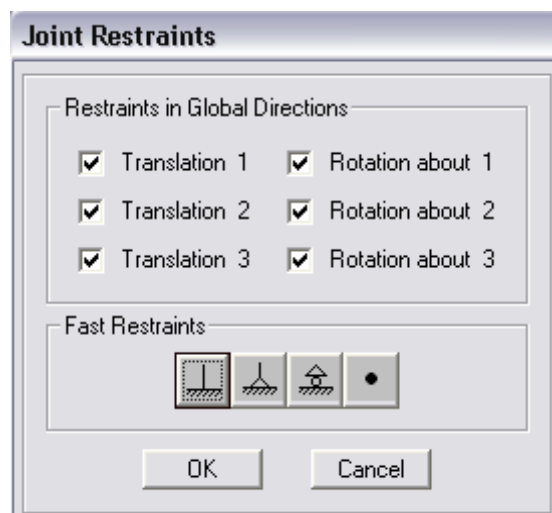 Joint Restraints
Restraints in Global Directions
Translation 1 Rotation about 1
Translation 2 Rotation about 2
Translation 3 Rotation about 3
Fast Restraints
OK Cancel